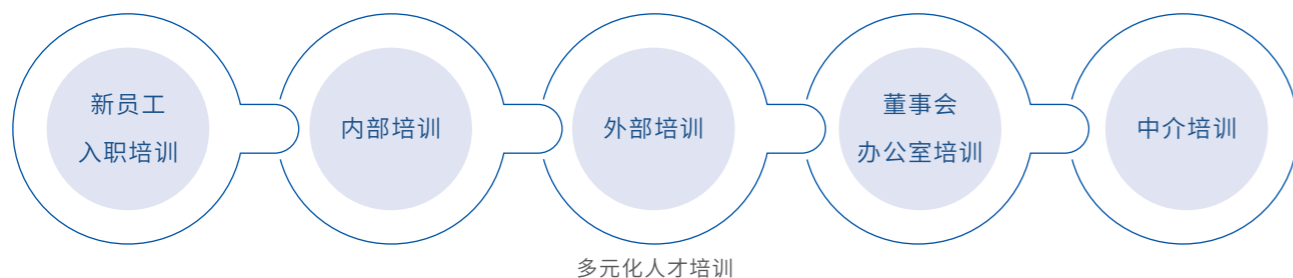 新员工
入职培训
内部培训
外部培训
董事会
办公室培训
中介培训
多元化人才培训